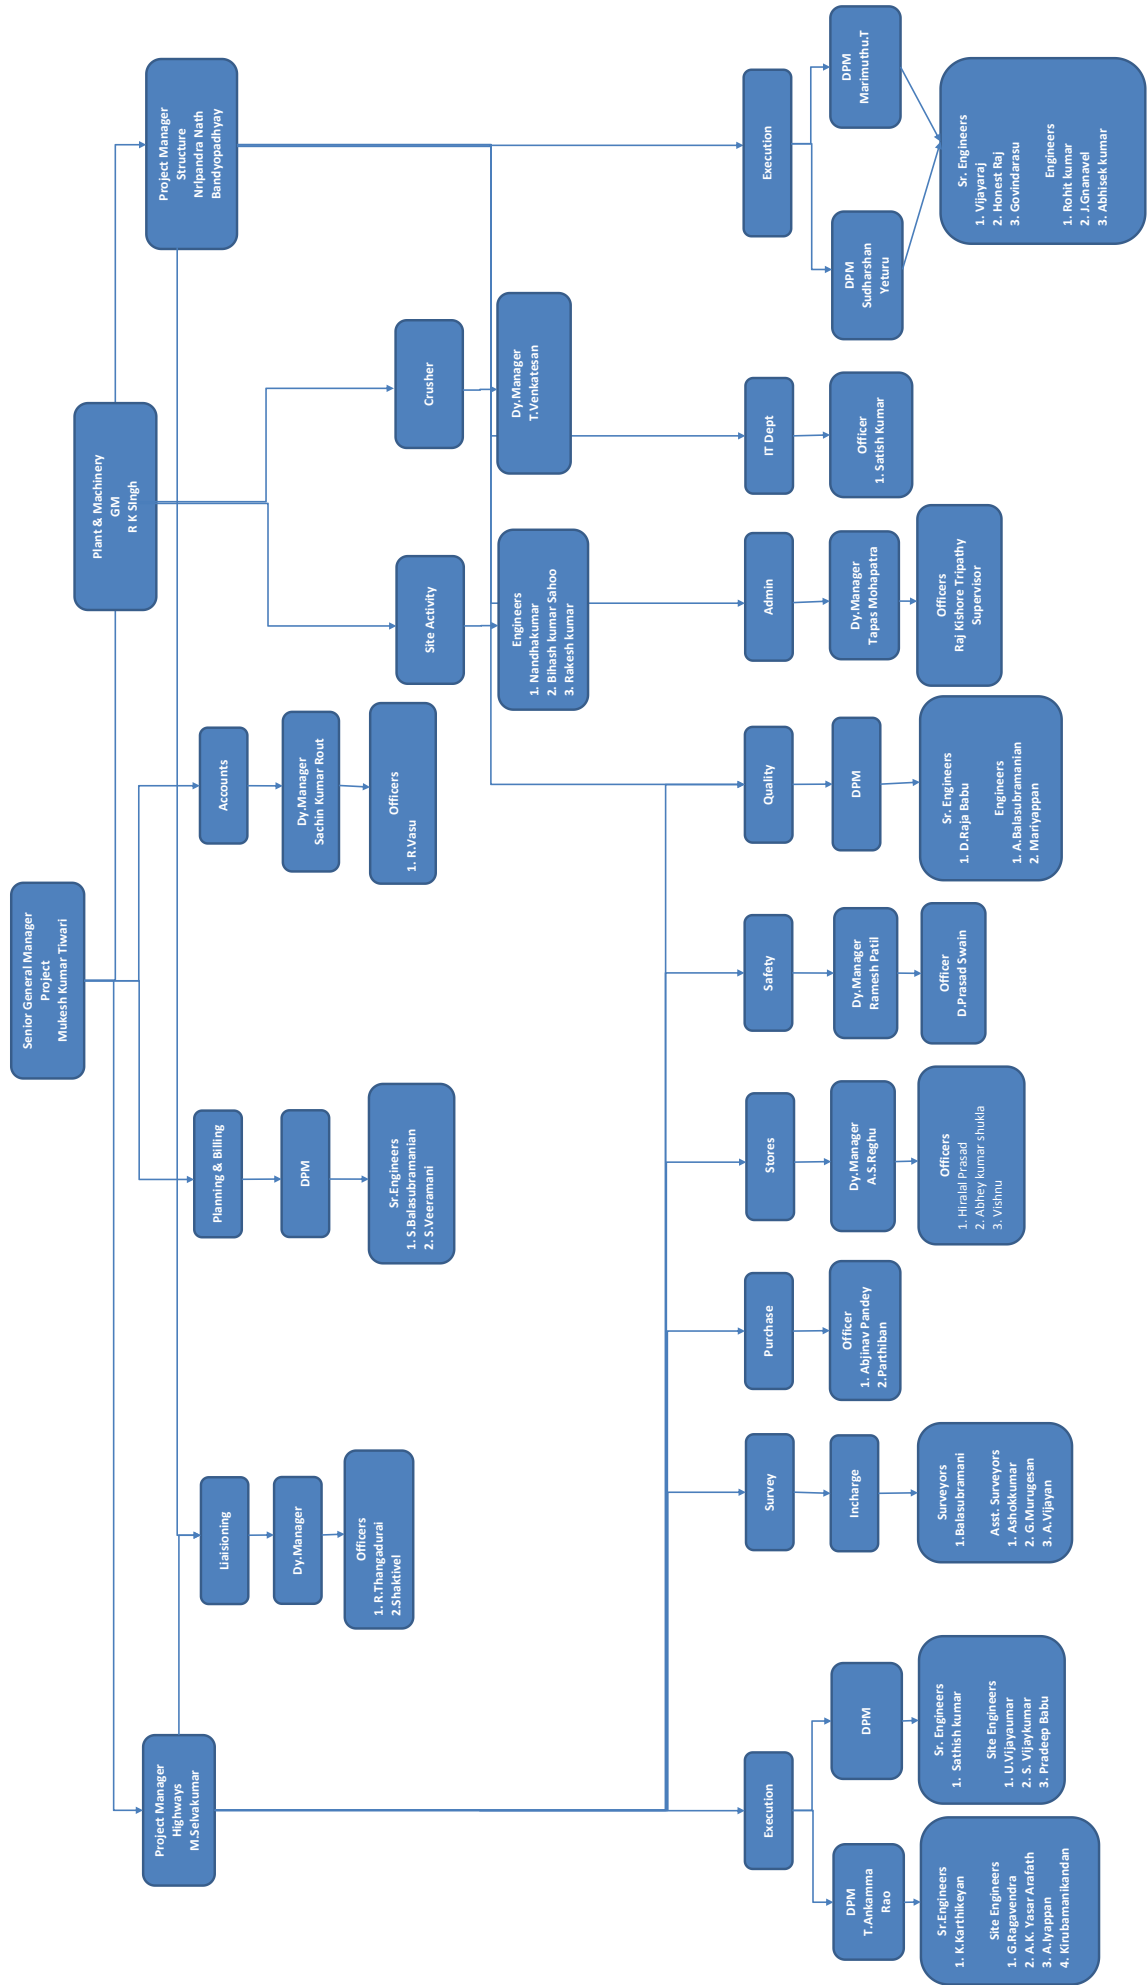 Senior General Manager
Project
Mukesh Kumar Tiwari
Project Manager
Highways
M.Selvakumar
Plant & Machinery
GM
R K SIngh
Project Manager
Structure
NrIpandra Nath
Bandyopadhyay
Liaisioning
Dy.Manager
Officers
1. R.Thangadurai
2.Shaktivel
Planning & Billing
DPM
Sr.Engineers
1. S.Balasubramanian
2. S.Veeramani
Accounts
Dy.Manager
Sachin Kumar Rout
Officers
1. R.Vasu
Site Activity
Engineers
1. Nandhakumar
2. Bihash kumar Sahoo
3. Rakesh kumar
Crusher
Dy.Manager
T.Venkatesan
Execution
DPM
T.Ankamma
Rao
Sr.Engineers
1. K.Karthikeyan
Site Engineers
1. G.Ragavendra
2. A.K. Yasar Arafath
3. A.Iyappan
4. Kirubamanikandan
DPM
Sr. Engineers
1. Sathish kumar
Site Engineers
1. U.Vijayaumar
2. S. Vijaykumar
3. Pradeep Babu
Survey
Incharge
Surveyors
1.Balasubramani
Asst. Surveyors
1. Ashokkumar
2. G.Murugesan
3. A.Vijayan
Purchase
Officer
1. Abjinav Pandey
2.Parthiban
Stores
Dy.Manager
A.S.Reghu
Officers
1. Hiralal Prasad
2. Abhey kumar shukla
3. Vishnu
Safety
Dy.Manager
Ramesh Patil
Officer
D.Prasad Swain
Quality
DPM
Sr. Engineers
1. D.Raja Babu
Engineers
1. A.Balasubramanian
2. Mariyappan
Admin
Dy.Manager
Tapas Mohapatra
Officers
Raj Kishore Tripathy
Supervisor
IT Dept
Officer
1. Satish Kumar
Execution
DPM
Sudharshan
Yeturu
DPM
Marimuthu.T
Sr. Engineers
1. Vijayaraj
2. Honest Raj
3. Govindarasu
Engineers
1. Rohit kumar
2. J.Gnanavel
3. Abhisek kumar